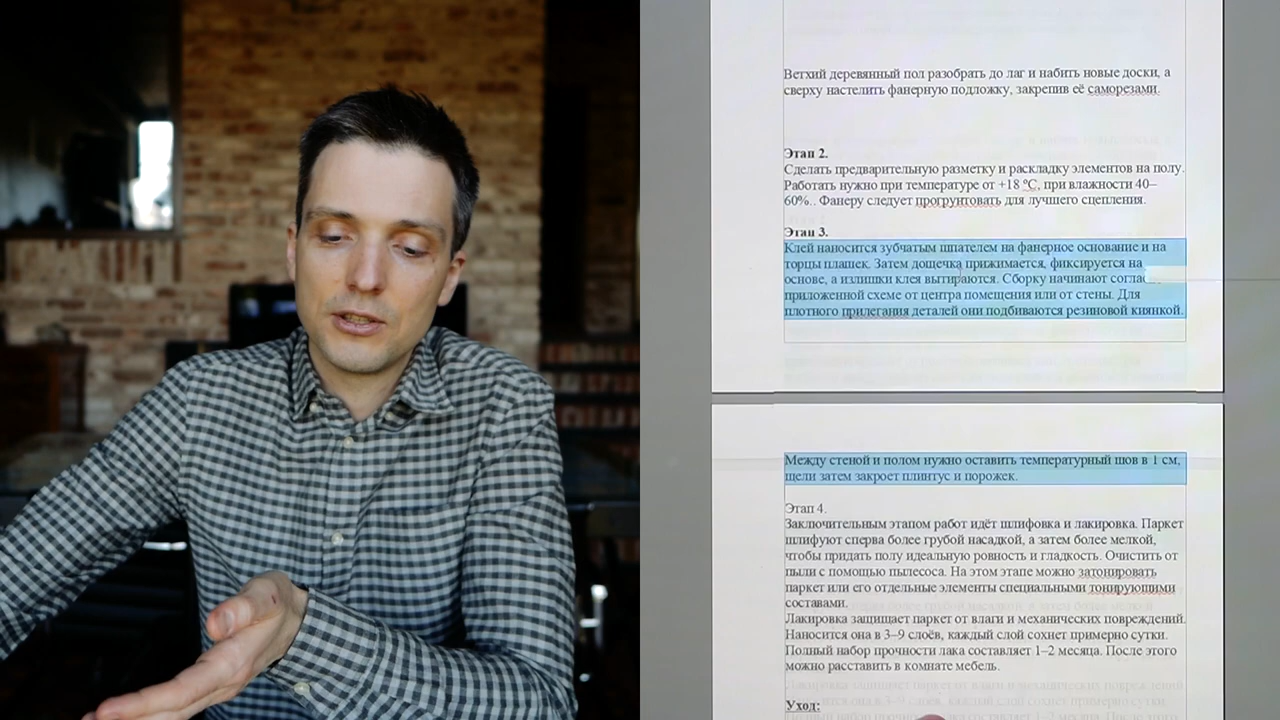 Ветхий деревянный пол разобрать до лаг и набить новые доски, а
сверху настелить фанерную подложку, закрепив её саморезами.
Этап 2.
Сделать предварительную разметку и раскладку элементов на полу.
Работать нужно при температуре от +18 ºС, при влажности 40–
60%.. Фанеру следует прогрунтовать для лучшего сцепления.
Этап 3.
Клей наносится зубчатым шпателем на фанерное основание и на
торцы плашек. Затем дощечка прижимается, фиксируется на
основе, а излишки клея вытираются. Сборку начинают
приложенной схеме от центра помещения или от стены. Для
плотного прилегания деталей они подбиваются резиновой киянкой.
Между стеной и полом нужно оставить температурный шов в 1 см,
щели затем закроет плинтус и порожек.
Этап 4.
Заключительным этапом работ идёт шлифовка и лакировка. Паркет
шлифуют сперва более грубой насадкой, а затем более мелкой,
чтобы придать полу идеальную ровность и гладкость. Очистить от
пыли с помощью пылесоса. На этом этапе можно затонировать
паркет или его отдельные элементы специальными тонирующими
составами.
Лакировка защищает паркет от влаги и механических повреждений.
Наносится она в 3–9 слоёв, каждый слой сохнет примерно сутки.
Полный набор прочности лака составляет 1–2 месяца. После этого
можно расставить в комнате мебель.
Уход: